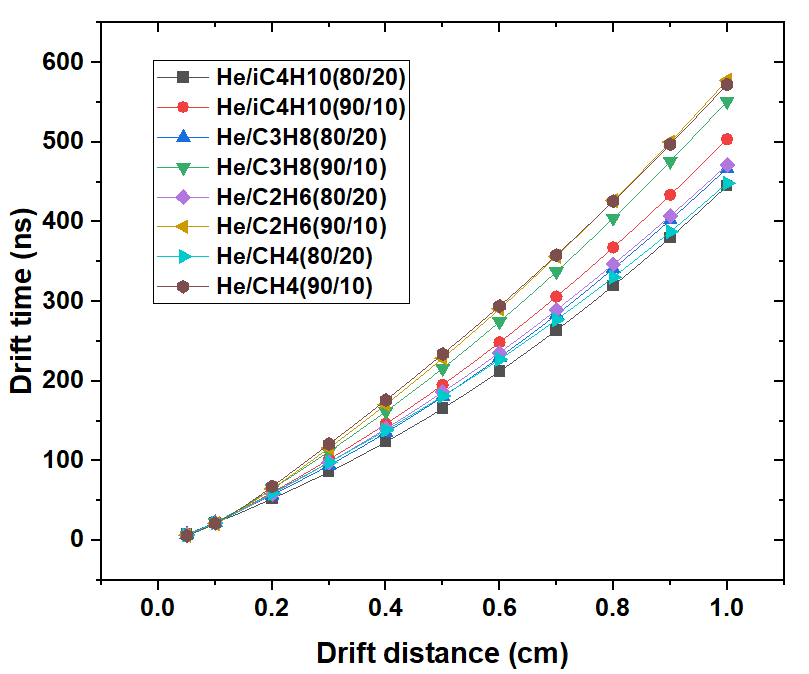 600
500
400
300
200
100
0
Drift time (ns)
He/iC4H10(80/20)
He/iC4H10(90/10)
He/C3H8(80/20)
He/C3H8(90/10)
He/C2H6(80/20)
He/C2H6(90/10)
He/CH4(80/20)
He/CH4(90/10)
0.0 0.2 0.4 0.6 0.8 1.0
Drift distance (cm)